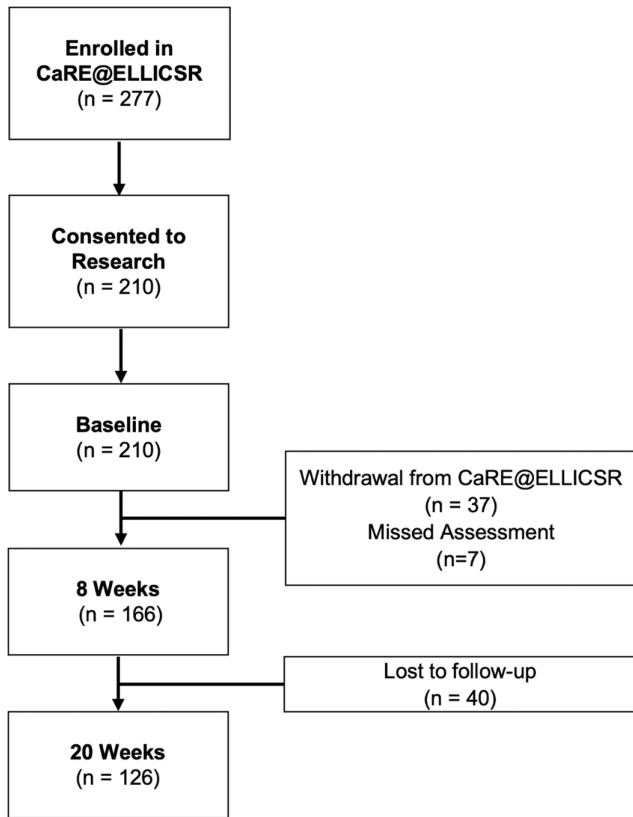 Enrolled in
CaRE@ELLICSR
(n = 277)
Consented to
Research
(n = 210)
Baseline
(n = 210)
Withdrawal from CaRE@ELLICSR
(n = 37)
Missed Assessment
(n=7)
8 Weeks
(n = 166)
Lost to follow-up
(n = 40)
20 Weeks
(n = 126)